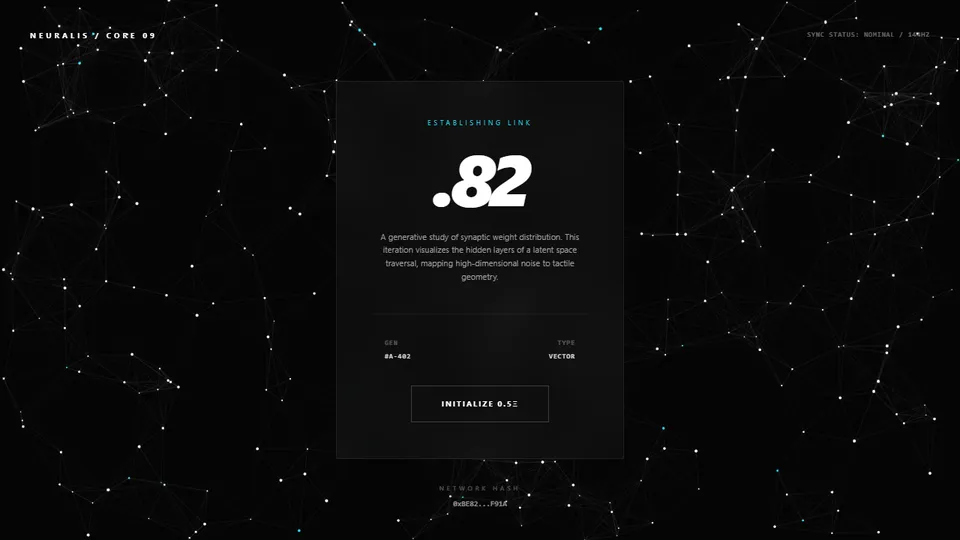 NEURALIS / CORE 09
SYNC STATUS: NOMINAL / 144HZ
ESTABLISHING LINK
.82
A generative study of synaptic weight distribution. This
iteration visualizes the hidden layers of a latent space
traversal, mapping high-dimensional noise to tactile
geometry.
GEN
TYPE
#A-402
VECTOR
INITIALIZE 0.5Ξ
NETWORK HASH
0x8E82...F91A